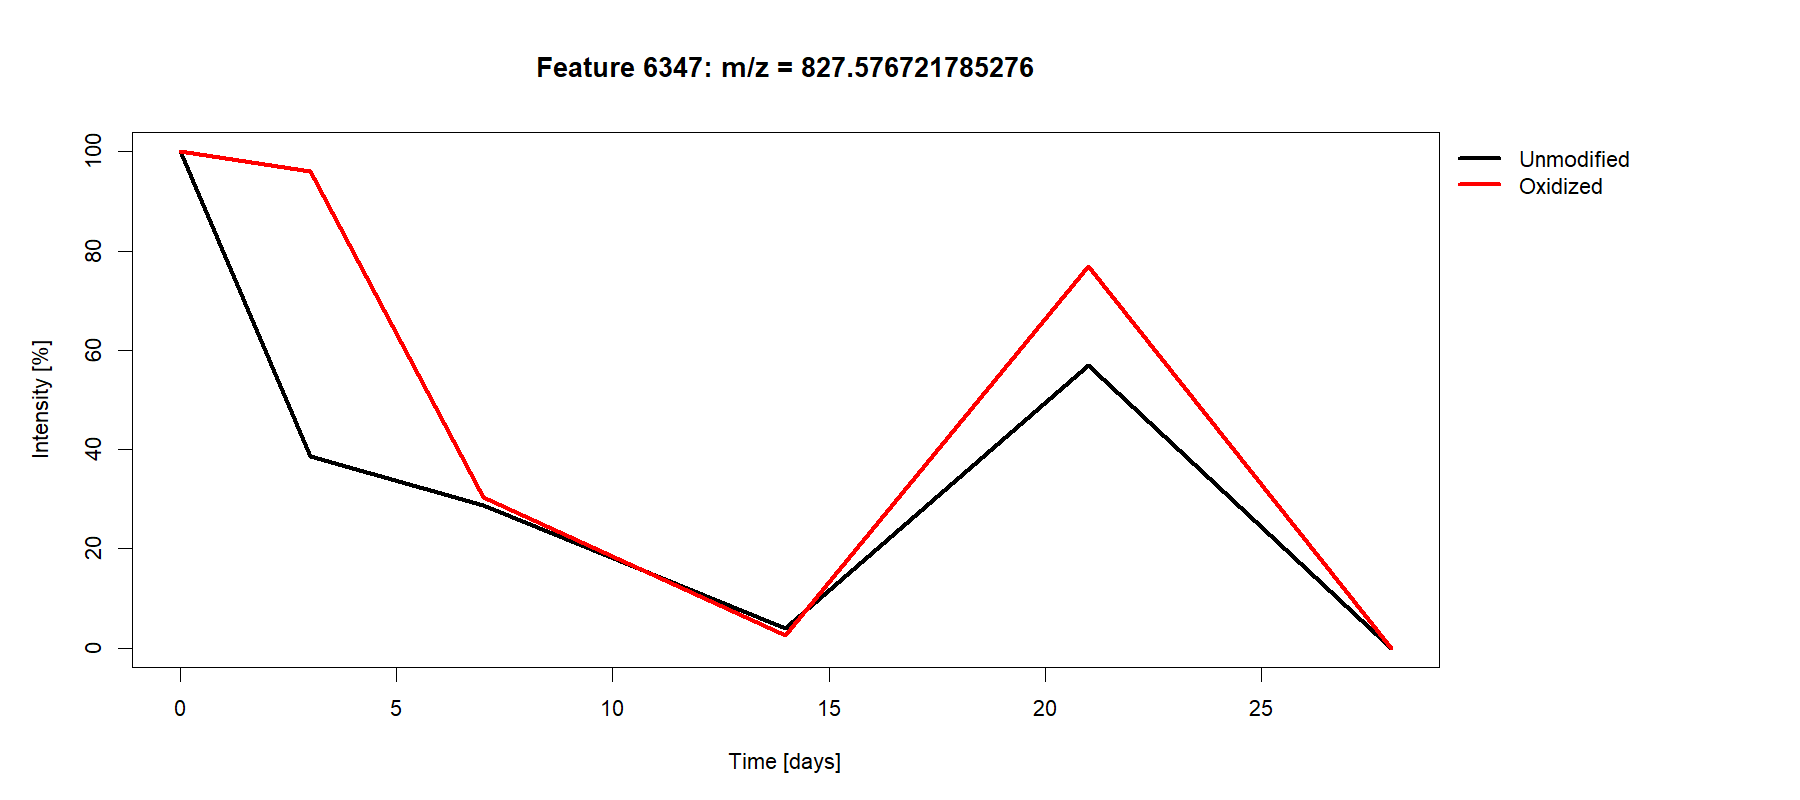 Feature 6347: m/z = 827.576721785276
Unmodified
Oxidized
Intensity [%]
100
80
60
40
20
0
0 5 10 15 20 25
Time [days]